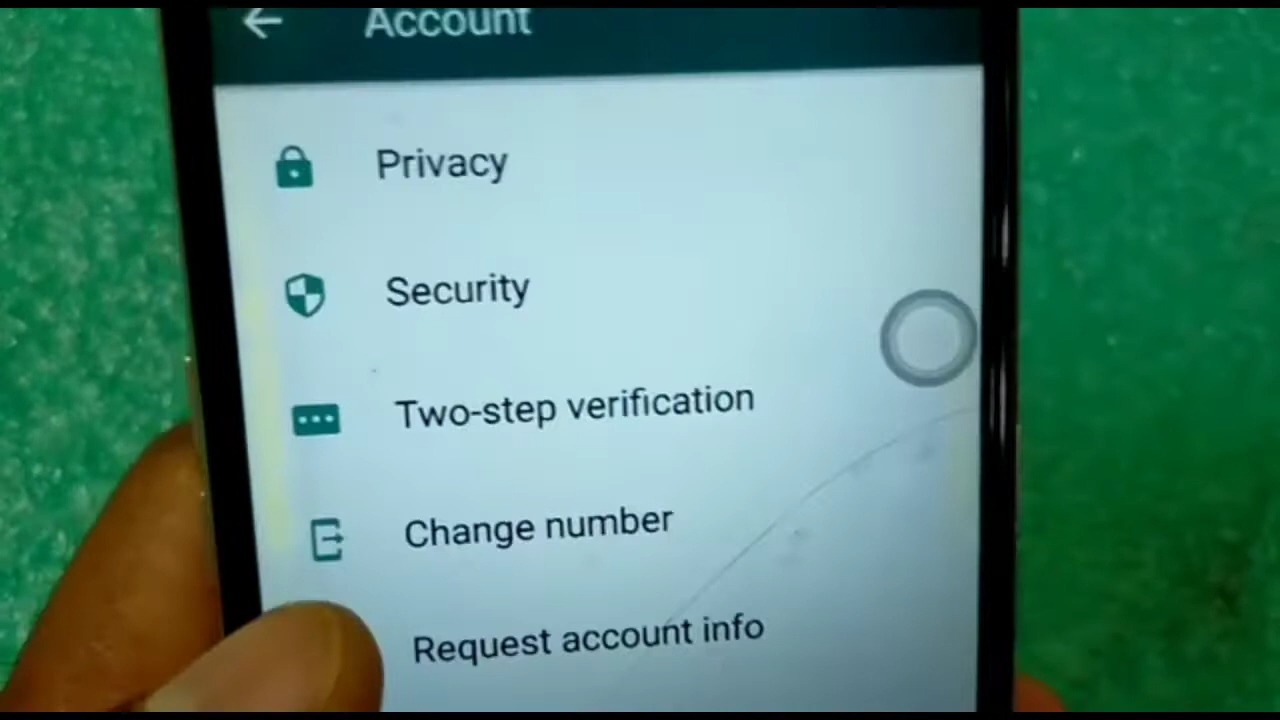 Account
Privacy
Security
Two-step verification
Change number
Request account info